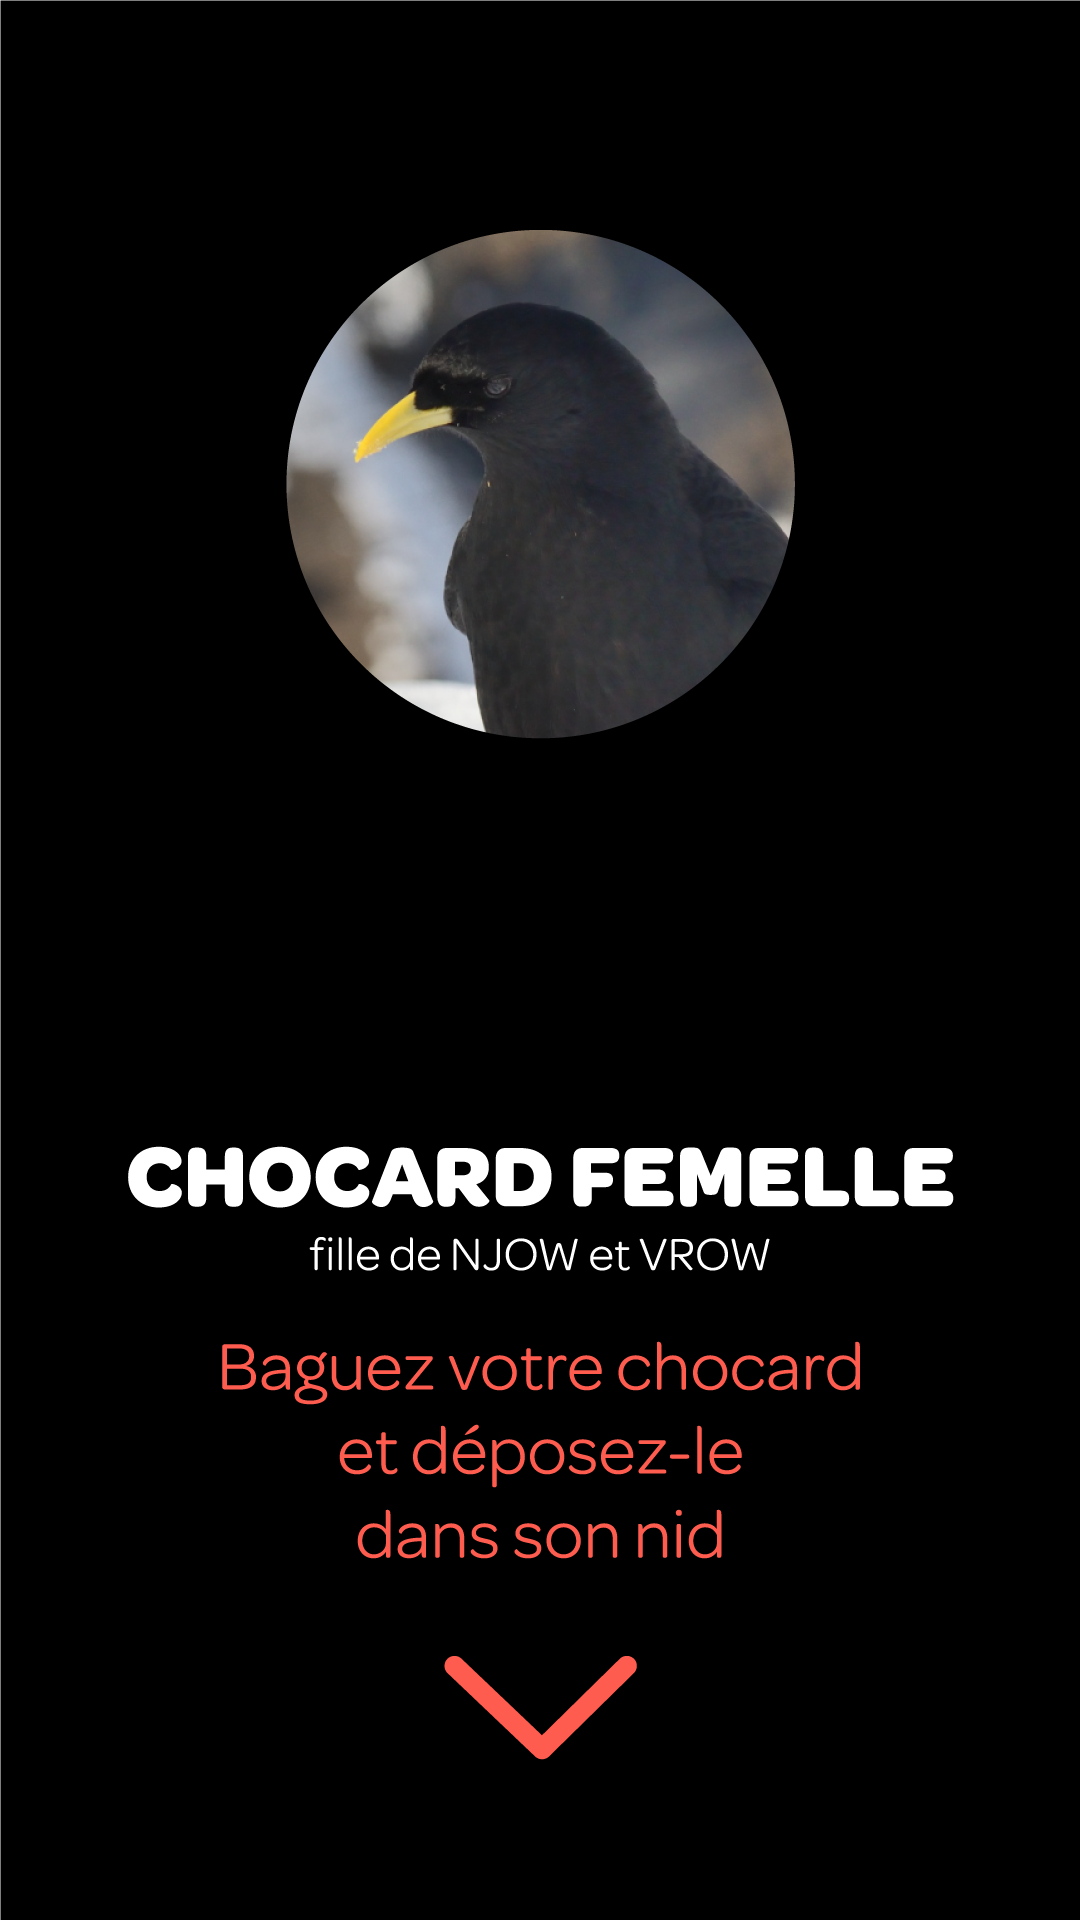 CHOCARD FEMELLE
fille de NJOW et VROW
Baguez votre chocard
et déposez-le
dans son nid